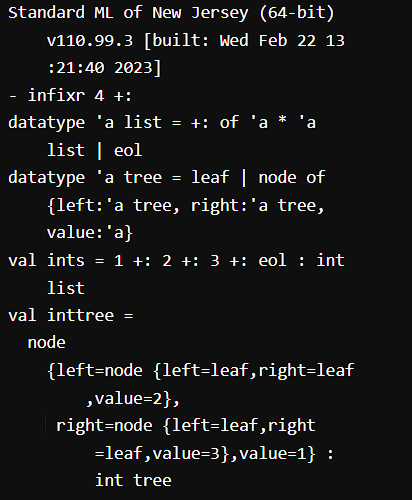 Standard ML of New Jersey (64-bit)
v110.99.3 [built: Wed Feb 22 13
:21:40 2023]
- infixr 4 +:
datatype 'a list = +: of 'a * 'a
list | eol
datatype 'a tree = leaf | node of
{left:'a tree, right:'a tree,
value:'a}
val ints = 1 +: 2 +: 3 +: eol : int
list
val inttree =
node
{left=node {left=leaf,right=leaf
,value=2},
right=node {left=leaf,right
=leaf,value=3},value=1} :
int tree